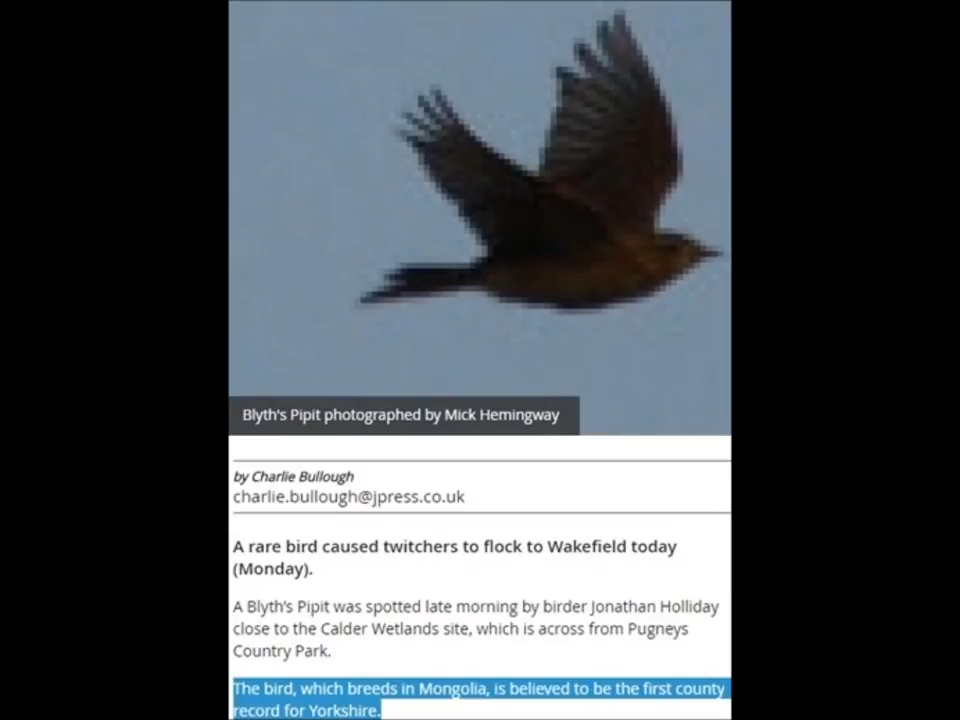 Blyth's Pipit photographed by Mick Hemingway
by Charlie Bullough
charlie.bullough@jpress.co.uk
A rare bird caused twitchers to flock to Wakefield today
(Monday).
A Blyth's Pipit was spotted late morning by birder Jonathan Holliday
close to the Calder Wetlands site, which is across from Pugneys
Country Park.
The bird, which breeds in Mongolia, is believed to be the first county
record for Yorkshire.